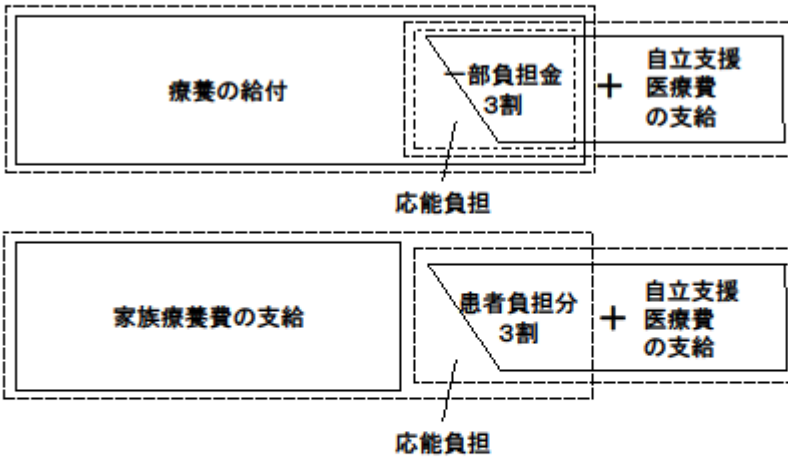 療養の給付
一部負担金
3割
+
自立支援
医療費
の支給
応能負担
家族療養費の支給
患者負担分
3割
+
自立支援
医療費
の支給
応能負担